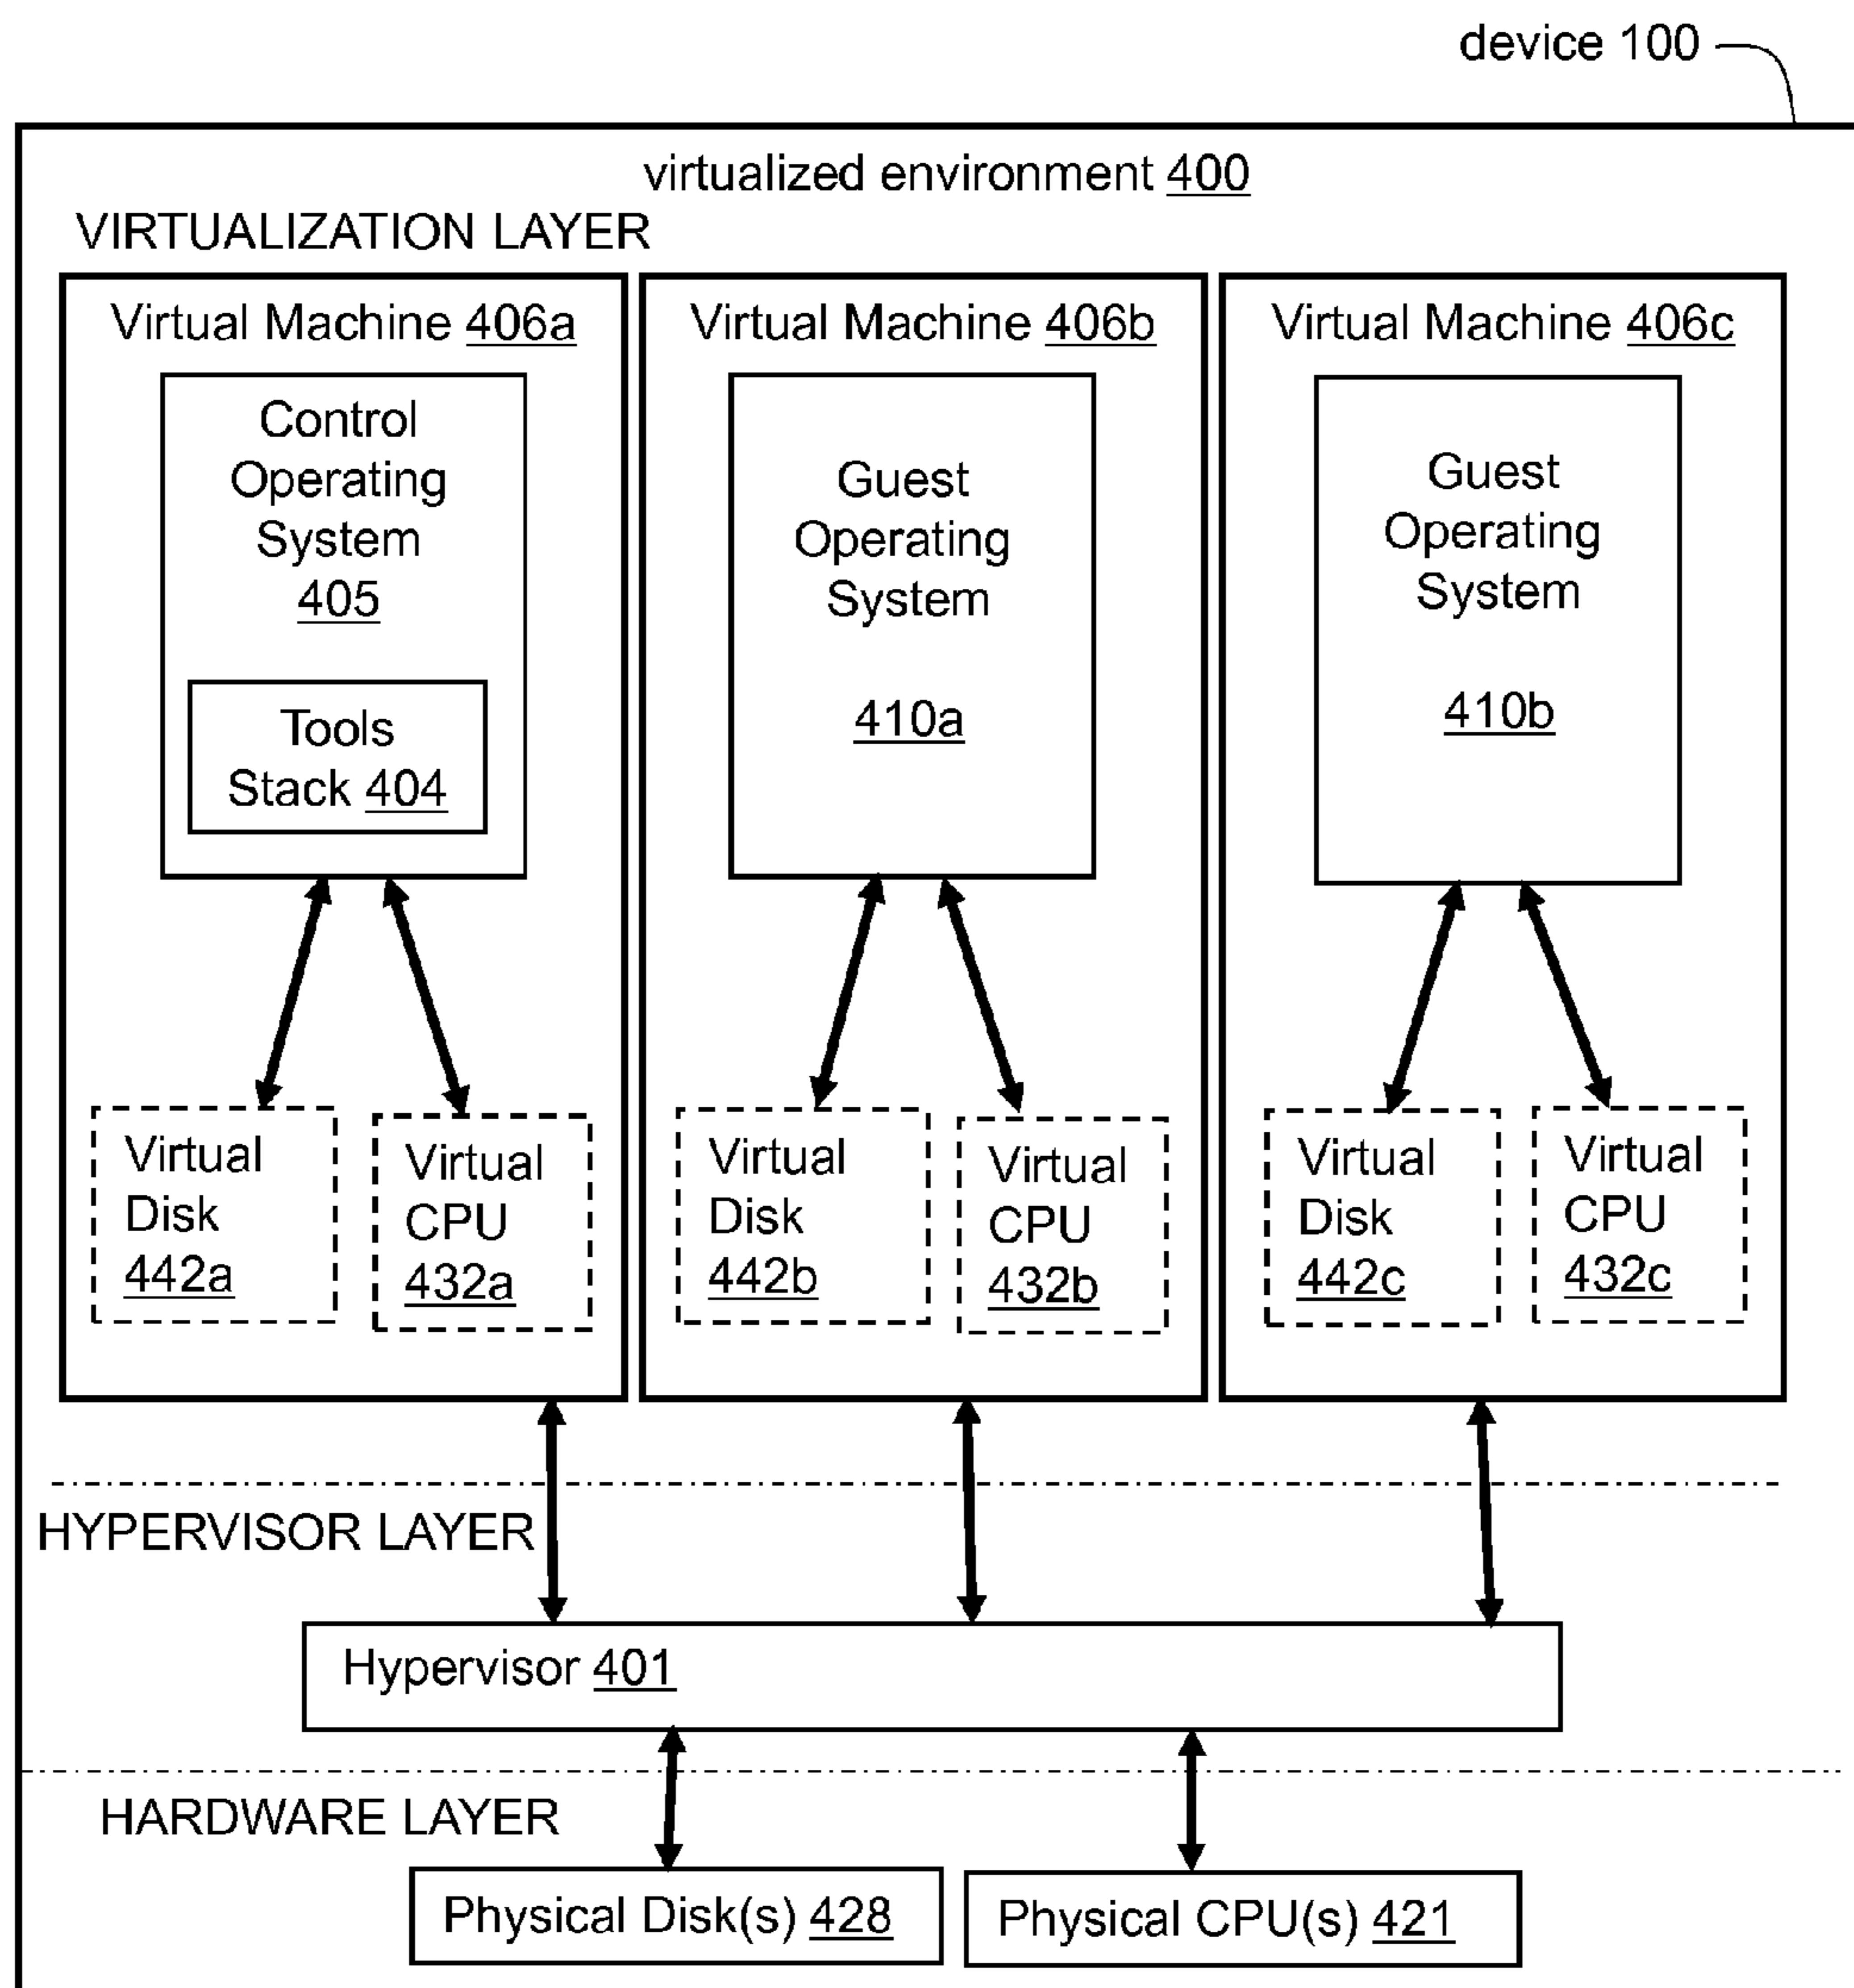 device 100
virtualized environment 400
VIRTUALIZATION LAYER
Virtual Machine 406a
Control
Operating
System
405
Tools
Stack 404
Virtual
Disk
442a
Virtual
CPU
432a
Virtual Machine 406b
Guest
Operating
System
410a
Virtual
Disk
442b
Virtual
CPU
432b
Virtual Machine 406c
Guest
Operating
System
410b
Virtual
Disk
442c
Virtual
CPU
432c
HYPERVISOR LAYER
Hypervisor 401
HARDWARE LAYER
Physical Disk(s) 428
Physical CPU(s) 421